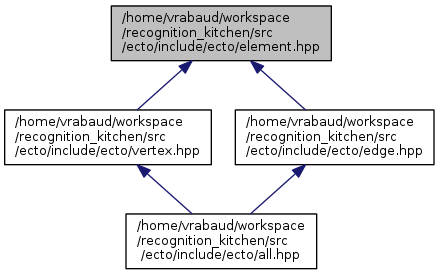 /home/vrabaud/workspace
/recognition_kitchen/src
/ecto/include/ecto/element.hpp
/home/vrabaud/workspace
/recognition_kitchen/src
/ecto/include/ecto/vertex.hpp
/home/vrabaud/workspace
/recognition_kitchen/src
/ecto/include/ecto/edge.hpp
/home/vrabaud/workspace
/recognition_kitchen/src
/ecto/include/ecto/all.hpp